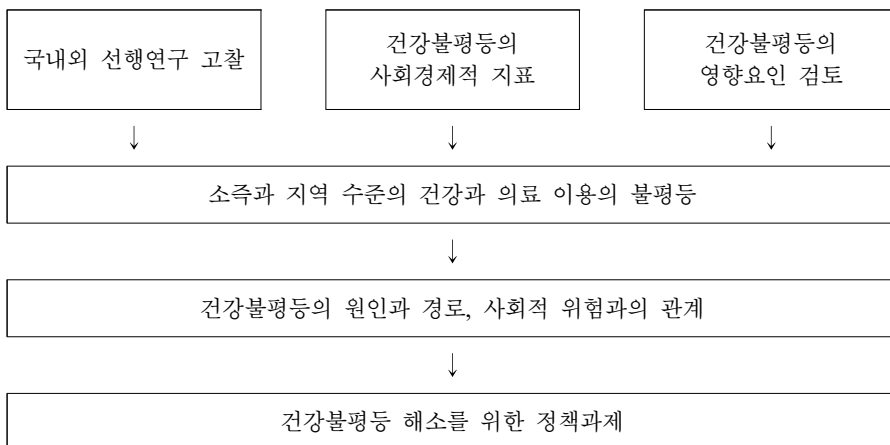 국내외 선행연구 고찰
건강불평등의
사회경제적 지표
건강불평등의
영향요인 검토
↓ ↓ ↓
소즉과 지역 수준의 건강과 의료 이용의 불평등
↓
건강불평등의 원인과 경로, 사회적 위험과의 관계
↓
건강불평등 해소를 위한 정책과제